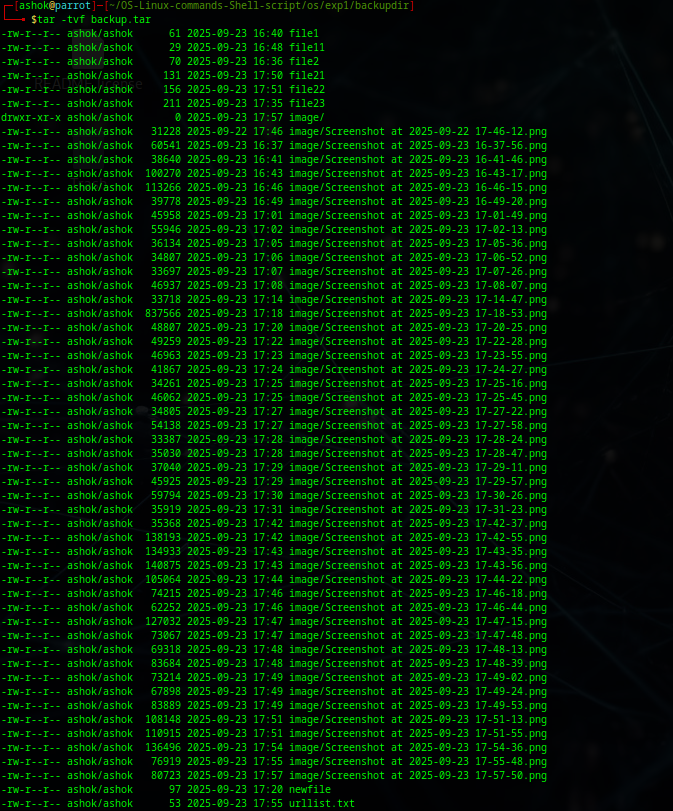 ┌─[ashok@parrot]─[~/OS-Linux-commands-Shell-script/os/exp1/backupdir]
└──╼ $tar -tvf backup.tar
-rw-r--r-- ashok/ashok      61 2025-09-23 16:40 file1
-rw-r--r-- ashok/ashok      29 2025-09-23 16:48 file11
-rw-r--r-- ashok/ashok      70 2025-09-23 16:36 file2
-rw-r--r-- ashok/ashok     131 2025-09-23 17:50 file21
-rw-r--r-- ashok/ashok     156 2025-09-23 17:51 file22
-rw-r--r-- ashok/ashok     211 2025-09-23 17:35 file23
drwxr-xr-x ashok/ashok       0 2025-09-23 17:57 image/
-rw-r--r-- ashok/ashok   31228 2025-09-22 17:46 image/Screenshot at 2025-09-22 17-46-12.png
-rw-r--r-- ashok/ashok   60541 2025-09-23 16:37 image/Screenshot at 2025-09-23 16-37-56.png
-rw-r--r-- ashok/ashok   38640 2025-09-23 16:41 image/Screenshot at 2025-09-23 16-41-46.png
-rw-r--r-- ashok/ashok  100270 2025-09-23 16:43 image/Screenshot at 2025-09-23 16-43-17.png
-rw-r--r-- ashok/ashok  113266 2025-09-23 16:46 image/Screenshot at 2025-09-23 16-46-15.png
-rw-r--r-- ashok/ashok   39778 2025-09-23 16:49 image/Screenshot at 2025-09-23 16-49-20.png
-rw-r--r-- ashok/ashok   45958 2025-09-23 17:01 image/Screenshot at 2025-09-23 17-01-49.png
-rw-r--r-- ashok/ashok   55946 2025-09-23 17:02 image/Screenshot at 2025-09-23 17-02-13.png
-rw-r--r-- ashok/ashok   36134 2025-09-23 17:05 image/Screenshot at 2025-09-23 17-05-36.png
-rw-r--r-- ashok/ashok   34807 2025-09-23 17:06 image/Screenshot at 2025-09-23 17-06-52.png
-rw-r--r-- ashok/ashok   33697 2025-09-23 17:07 image/Screenshot at 2025-09-23 17-07-26.png
-rw-r--r-- ashok/ashok   46937 2025-09-23 17:08 image/Screenshot at 2025-09-23 17-08-07.png
-rw-r--r-- ashok/ashok   33718 2025-09-23 17:14 image/Screenshot at 2025-09-23 17-14-47.png
-rw-r--r-- ashok/ashok  837566 2025-09-23 17:18 image/Screenshot at 2025-09-23 17-18-53.png
-rw-r--r-- ashok/ashok   48807 2025-09-23 17:20 image/Screenshot at 2025-09-23 17-20-25.png
-rw-r--r-- ashok/ashok   49259 2025-09-23 17:22 image/Screenshot at 2025-09-23 17-22-28.png
-rw-r--r-- ashok/ashok   46963 2025-09-23 17:23 image/Screenshot at 2025-09-23 17-23-55.png
-rw-r--r-- ashok/ashok   41867 2025-09-23 17:24 image/Screenshot at 2025-09-23 17-24-27.png
-rw-r--r-- ashok/ashok   34261 2025-09-23 17:25 image/Screenshot at 2025-09-23 17-25-16.png
-rw-r--r-- ashok/ashok   46062 2025-09-23 17:25 image/Screenshot at 2025-09-23 17-25-45.png
-rw-r--r-- ashok/ashok   34805 2025-09-23 17:27 image/Screenshot at 2025-09-23 17-27-22.png
-rw-r--r-- ashok/ashok   54138 2025-09-23 17:27 image/Screenshot at 2025-09-23 17-27-58.png
-rw-r--r-- ashok/ashok   33387 2025-09-23 17:28 image/Screenshot at 2025-09-23 17-28-24.png
-rw-r--r-- ashok/ashok   35030 2025-09-23 17:28 image/Screenshot at 2025-09-23 17-28-47.png
-rw-r--r-- ashok/ashok   37040 2025-09-23 17:29 image/Screenshot at 2025-09-23 17-29-11.png
-rw-r--r-- ashok/ashok   45925 2025-09-23 17:29 image/Screenshot at 2025-09-23 17-29-57.png
-rw-r--r-- ashok/ashok   59794 2025-09-23 17:30 image/Screenshot at 2025-09-23 17-30-26.png
-rw-r--r-- ashok/ashok   35919 2025-09-23 17:31 image/Screenshot at 2025-09-23 17-31-23.png
-rw-r--r-- ashok/ashok   35368 2025-09-23 17:42 image/Screenshot at 2025-09-23 17-42-37.png
-rw-r--r-- ashok/ashok  138193 2025-09-23 17:42 image/Screenshot at 2025-09-23 17-42-55.png
-rw-r--r-- ashok/ashok  134933 2025-09-23 17:43 image/Screenshot at 2025-09-23 17-43-35.png
-rw-r--r-- ashok/ashok  140875 2025-09-23 17:43 image/Screenshot at 2025-09-23 17-43-56.png
-rw-r--r-- ashok/ashok  105064 2025-09-23 17:44 image/Screenshot at 2025-09-23 17-44-22.png
-rw-r--r-- ashok/ashok   74215 2025-09-23 17:46 image/Screenshot at 2025-09-23 17-46-18.png
-rw-r--r-- ashok/ashok   62252 2025-09-23 17:46 image/Screenshot at 2025-09-23 17-46-44.png
-rw-r--r-- ashok/ashok  127032 2025-09-23 17:47 image/Screenshot at 2025-09-23 17-47-15.png
-rw-r--r-- ashok/ashok   73067 2025-09-23 17:47 image/Screenshot at 2025-09-23 17-47-48.png
-rw-r--r-- ashok/ashok   69318 2025-09-23 17:48 image/Screenshot at 2025-09-23 17-48-13.png
-rw-r--r-- ashok/ashok   83684 2025-09-23 17:48 image/Screenshot at 2025-09-23 17-48-39.png
-rw-r--r-- ashok/ashok   73214 2025-09-23 17:49 image/Screenshot at 2025-09-23 17-49-02.png
-rw-r--r-- ashok/ashok   67898 2025-09-23 17:49 image/Screenshot at 2025-09-23 17-49-24.png
-rw-r--r-- ashok/ashok   83889 2025-09-23 17:49 image/Screenshot at 2025-09-23 17-49-53.png
-rw-r--r-- ashok/ashok  108148 2025-09-23 17:51 image/Screenshot at 2025-09-23 17-51-13.png
-rw-r--r-- ashok/ashok  110915 2025-09-23 17:51 image/Screenshot at 2025-09-23 17-51-55.png
-rw-r--r-- ashok/ashok  136496 2025-09-23 17:54 image/Screenshot at 2025-09-23 17-54-36.png
-rw-r--r-- ashok/ashok   76919 2025-09-23 17:55 image/Screenshot at 2025-09-23 17-55-48.png
-rw-r--r-- ashok/ashok   80723 2025-09-23 17:57 image/Screenshot at 2025-09-23 17-57-50.png
-rw-r--r-- ashok/ashok      97 2025-09-23 17:20 newfile
-rw-r--r-- ashok/ashok      53 2025-09-23 17:55 urllist.txt